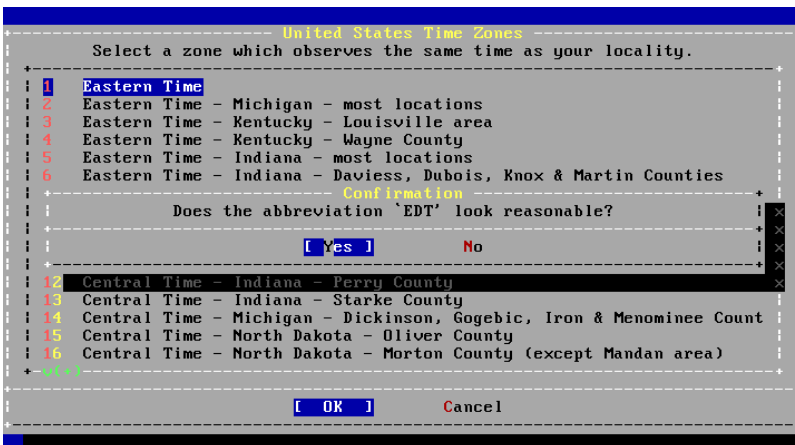 United States Time Zones
Select a zone which observes the same time as your locality.
1 Eastern Time
2 Eastern Time - Michigan - most locations
3 Eastern Time - Kentucky - Louisville area
4 Eastern Time - Kentucky - Wayne County
5 Eastern Time - Indiana - most locations
6 Eastern Time - Indiana - Daviess, Dubois, Knox & Martin Counties
Confirmation
Does the abbreviation `EDT' look reasonable?
[ Yes ] No
12 Central Time - Indiana - Perry County
13 Central Time - Indiana - Starke County
14 Central Time - Michigan - Dickinson, Gogebic, Iron & Menominee Count
15 Central Time - North Dakota - Oliver County
16 Central Time - North Dakota - Morton County (except Mandan area)
v(+)
[ OK ] Cancel